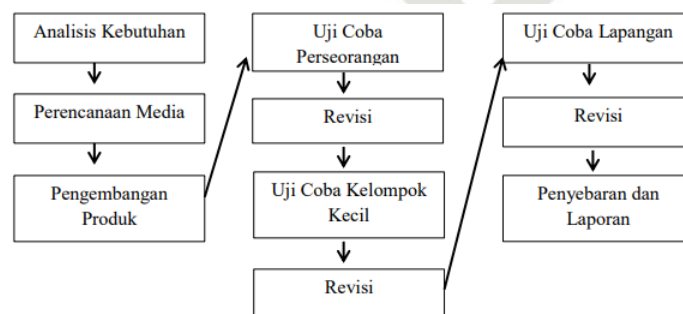 Analisis Kebutuhan
Perencanaan Media
Pengembangan
Produk
Uji Coba
Perseorangan
Revisi
Uji Coba Kelompok
Kecil
Revisi
Uji Coba Lapangan
Revisi
Penyebaran dan
Laporan